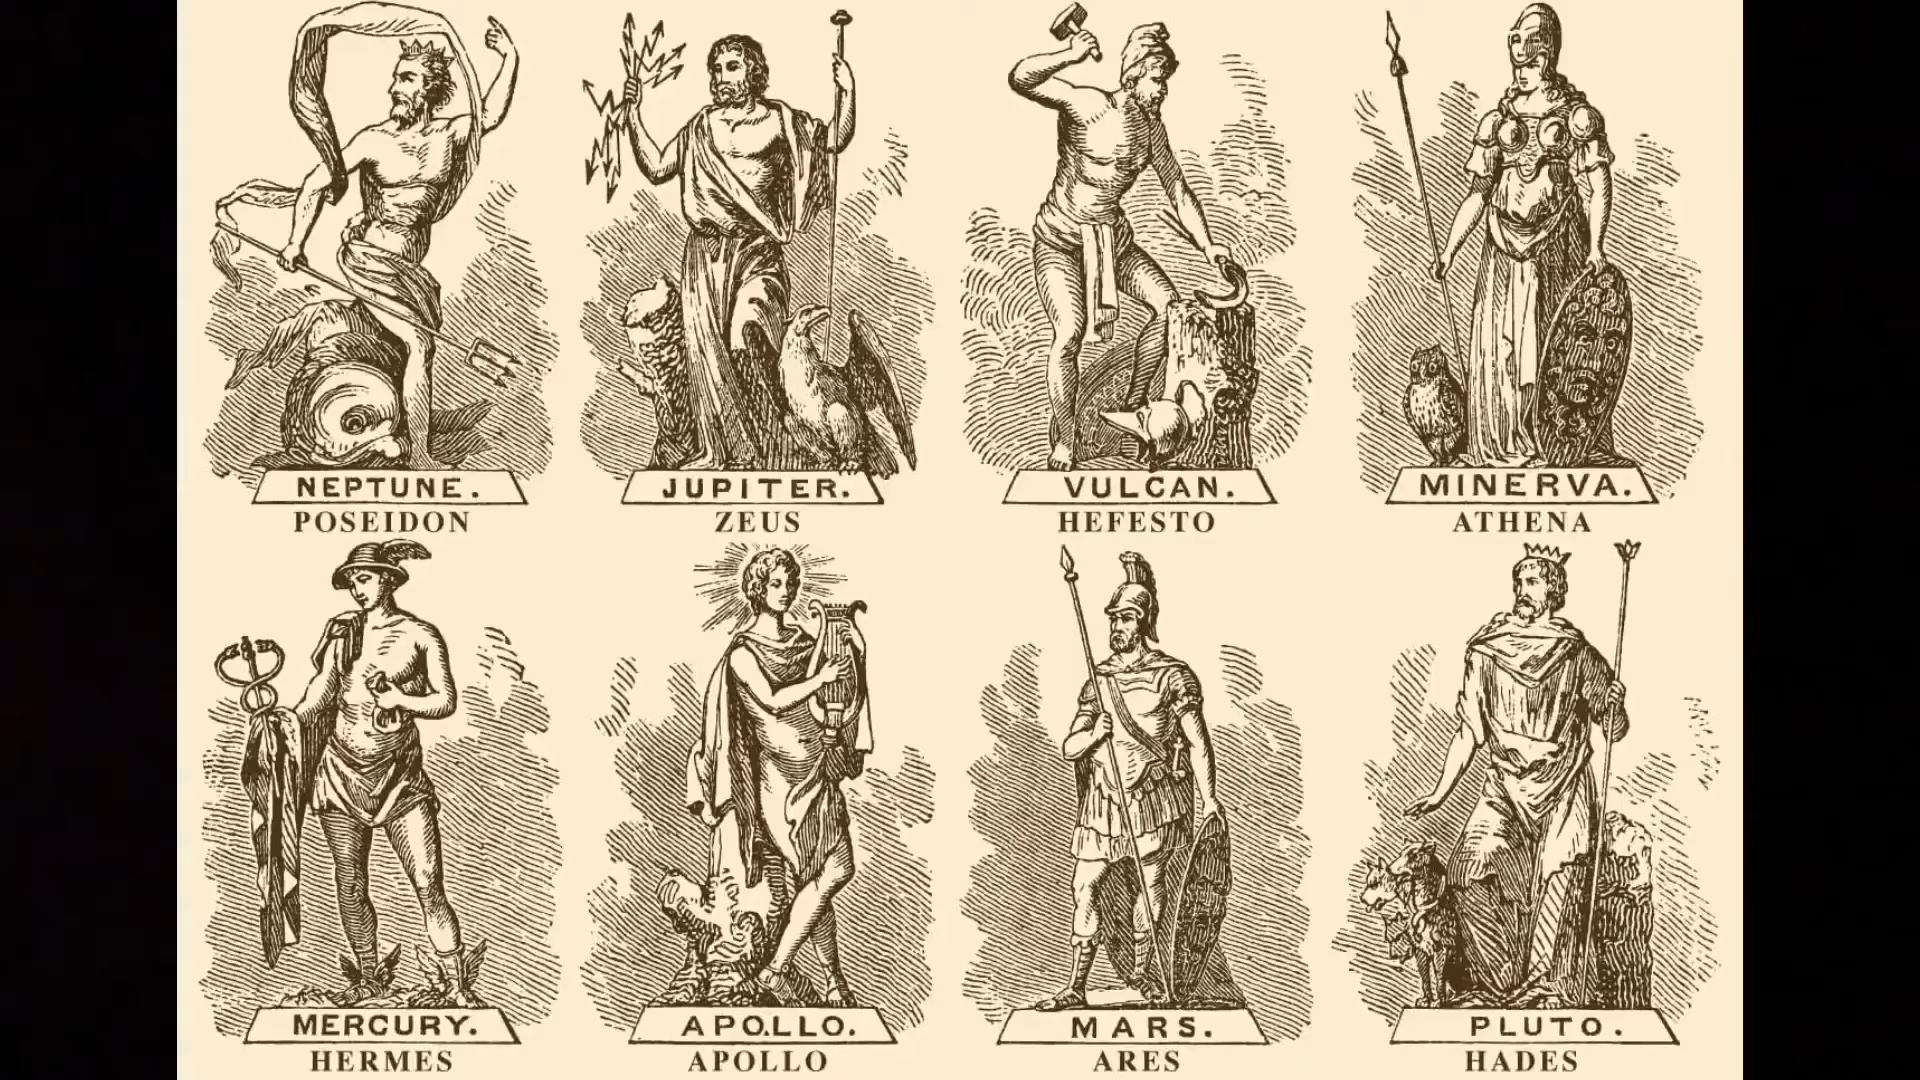 NEPTUNE.
POSEIDON
JUPITER.
ZEUS
VULCAN.
HEFESTO
MINERVA.
ATHENA
MERCURY.
HERMES
APOLLO.
APOLLO
MARS.
ARES
PLUTO.
HADES